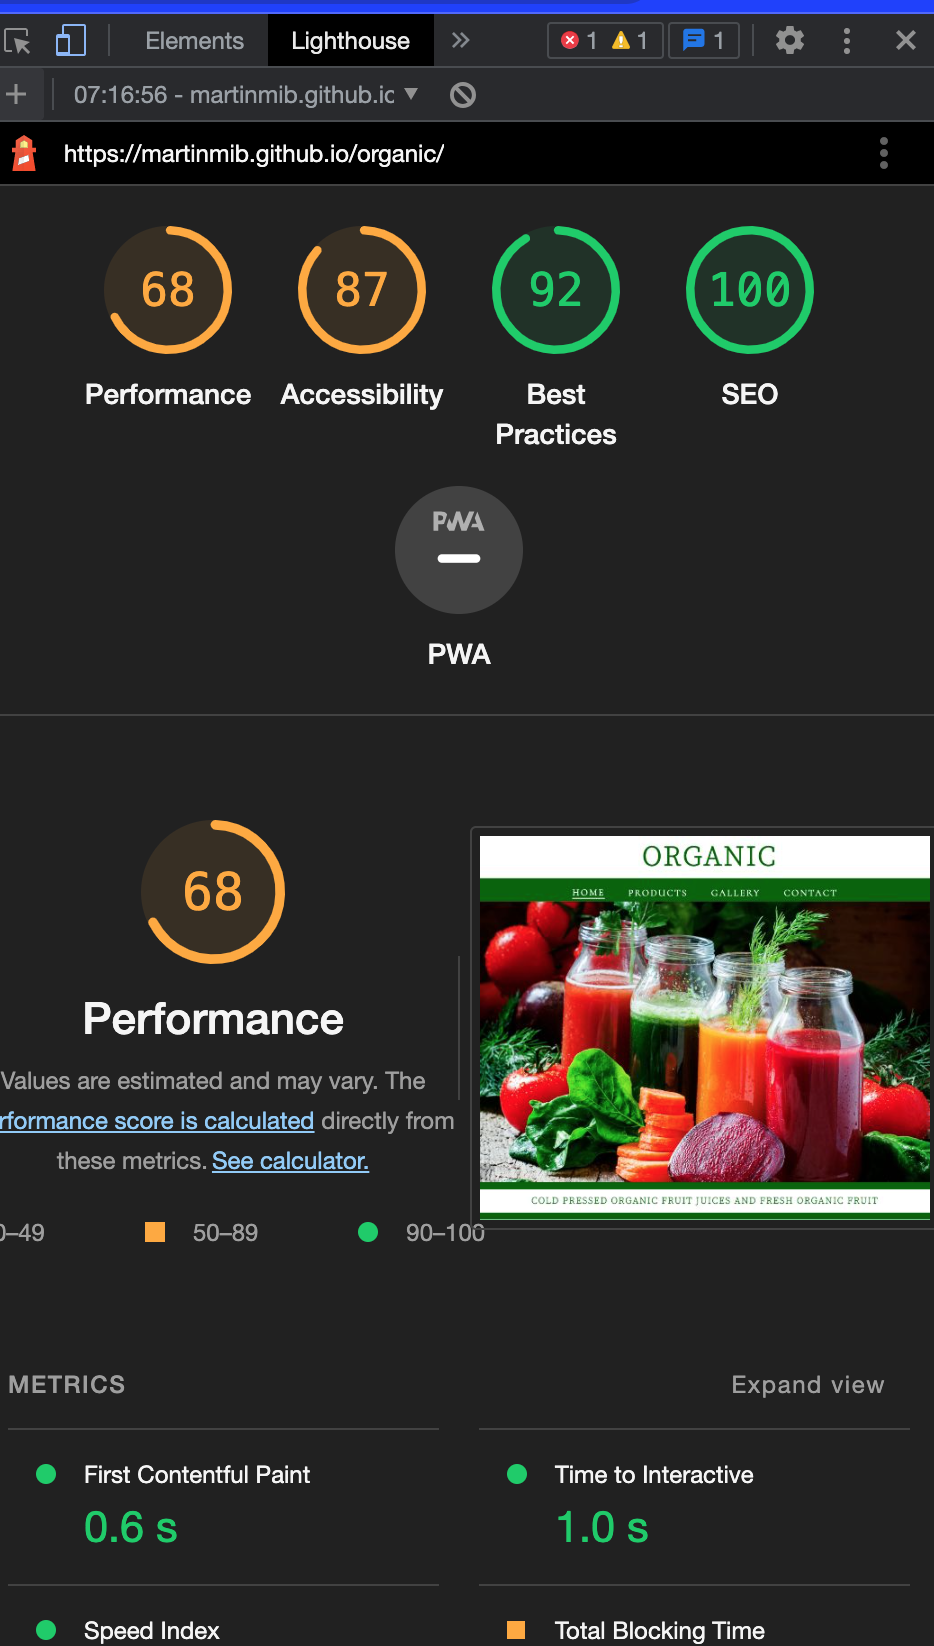 Elements Lighthouse 1 1 1
07:16:56 - martinmib.github.io
https://martinmib.github.io/organic/
68 87 92 100
Performance Accessibility Best Practices SEO
PWA
PWA
68
Performance
Values are estimated and may vary. The
rformance score is calculated directly from
these metrics. See calculator.
0–49 50–89 90–100
ORGANIC
HOME PRODUCTS GALLERY CONTACT
COLD PRESSED ORGANIC FRUIT JUICES AND FRESH ORGANIC FRUIT
METRICS Expand view
First Contentful Paint Time to Interactive
0.6 s 1.0 s
Speed Index Total Blocking Time